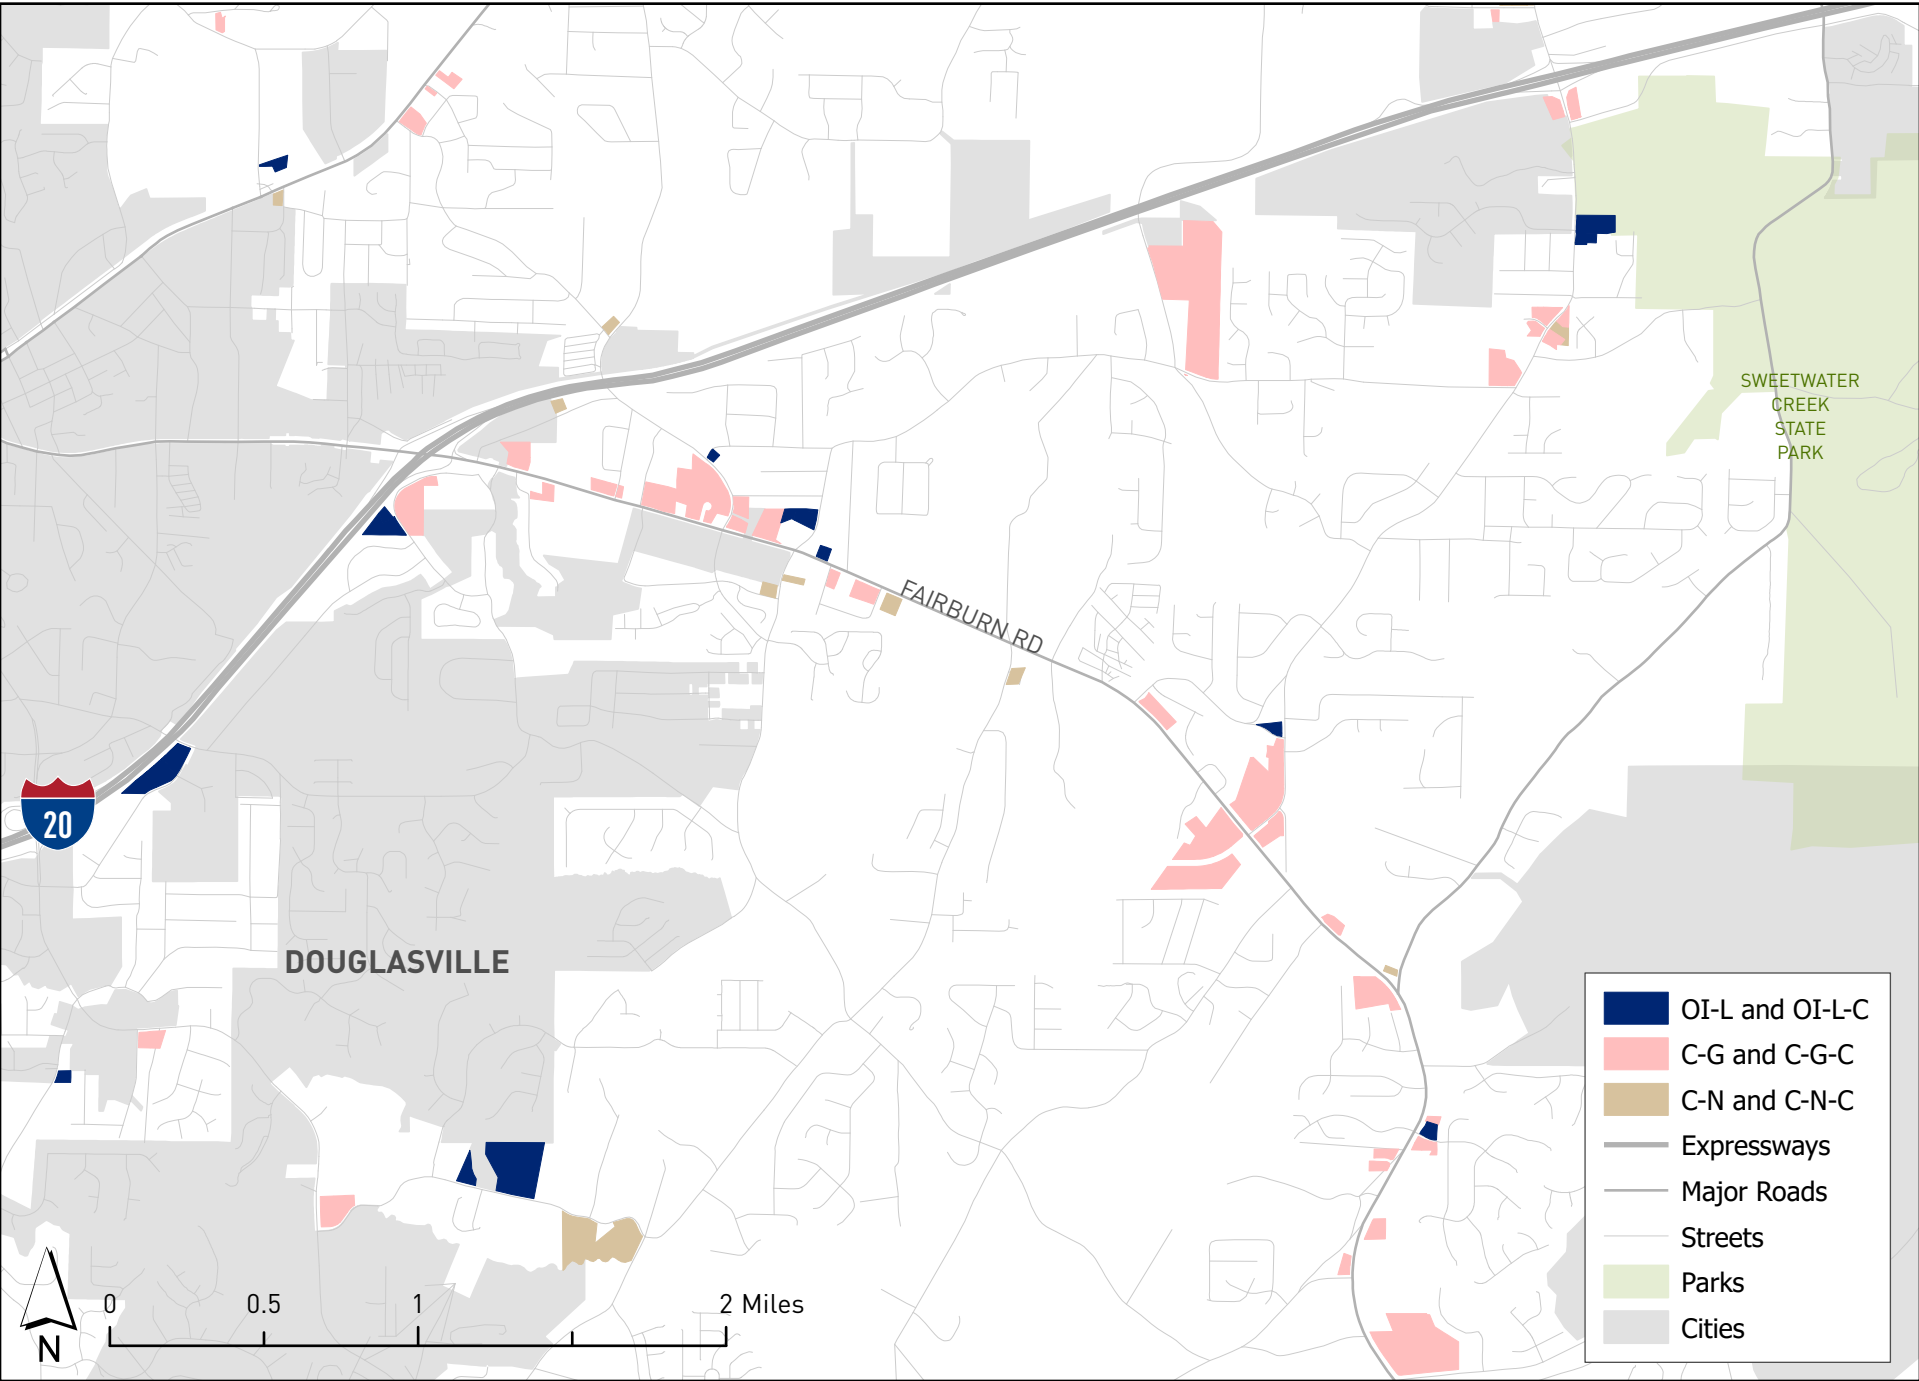 SWEETWATER
CREEK
STATE
PARK
FAIRBURN RD
20
DOUGLASVILLE
OI-L and OI-L-C
C-G and C-G-C
C-N and C-N-C
Expressways
Major Roads
Streets
Parks
Cities
0 0.5 1 2 Miles
N